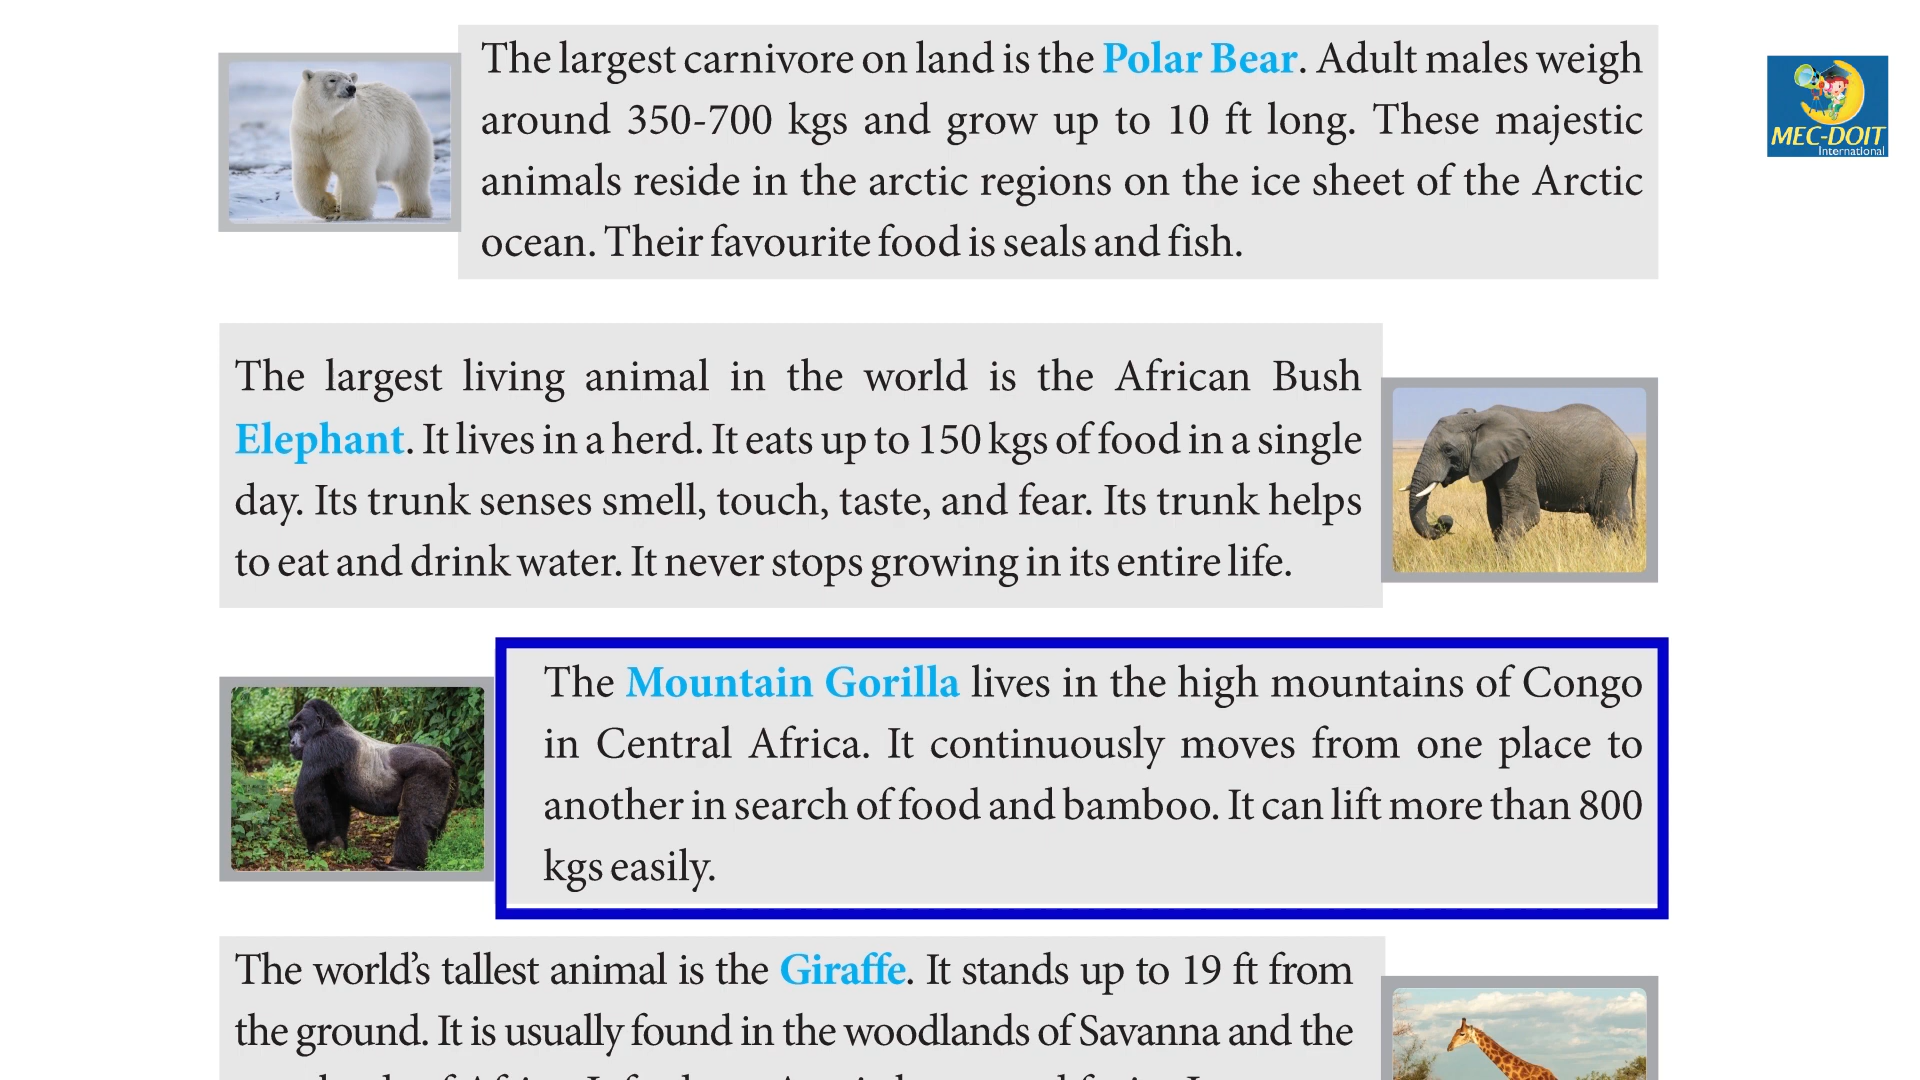 The largest carnivore on land is the Polar Bear. Adult males weigh
around 350-700 kgs and grow up to 10 ft long. These majestic
animals reside in the arctic regions on the ice sheet of the Arctic
ocean. Their favourite food is seals and fish.
MEC-DOIT
International
The largest living animal in the world is the African Bush
Elephant. It lives in a herd. It eats up to 150 kgs of food in a single
day. Its trunk senses smell, touch, taste, and fear. Its trunk helps
to eat and drink water. It never stops growing in its entire life.
The Mountain Gorilla lives in the high mountains of Congo
in Central Africa. It continuously moves from one place to
another in search of food and bamboo. It can lift more than 800
kgs easily.
The world's tallest animal is the Giraffe. It stands up to 19 ft from
the ground. It is usually found in the woodlands of Savanna and the